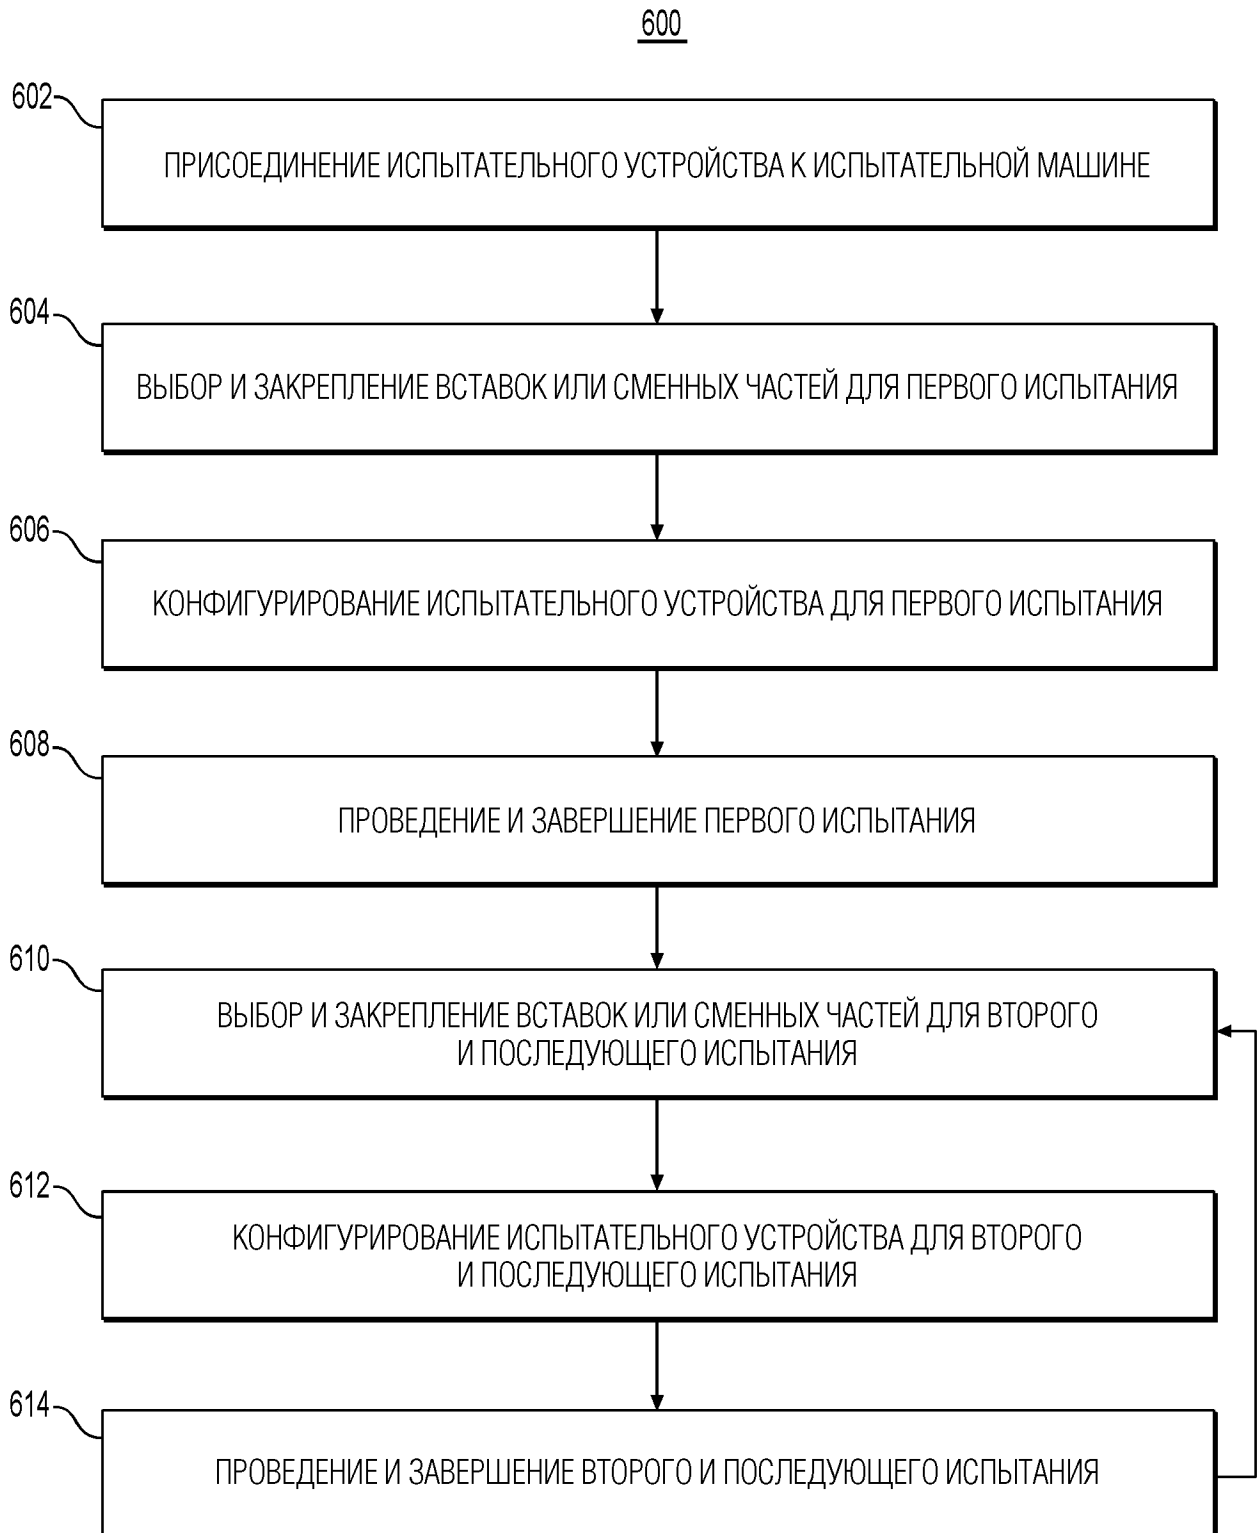 600
602
ПРИСОЕДИНЕНИЕ ИСПЫТАТЕЛЬНОГО УСТРОЙСТВА К ИСПЫТАТЕЛЬНОЙ МАШИНЕ
604
ВЫБОР И ЗАКРЕПЛЕНИЕ ВСТАВОК ИЛИ СМЕННЫХ ЧАСТЕЙ ДЛЯ ПЕРВОГО ИСПЫТАНИЯ
606
КОНФИГУРИРОВАНИЕ ИСПЫТАТЕЛЬНОГО УСТРОЙСТВА ДЛЯ ПЕРВОГО ИСПЫТАНИЯ
608
ПРОВЕДЕНИЕ И ЗАВЕРШЕНИЕ ПЕРВОГО ИСПЫТАНИЯ
610
ВЫБОР И ЗАКРЕПЛЕНИЕ ВСТАВОК ИЛИ СМЕННЫХ ЧАСТЕЙ ДЛЯ ВТОРОГО
И ПОСЛЕДУЮЩЕГО ИСПЫТАНИЯ
612
КОНФИГУРИРОВАНИЕ ИСПЫТАТЕЛЬНОГО УСТРОЙСТВА ДЛЯ ВТОРОГО
И ПОСЛЕДУЮЩЕГО ИСПЫТАНИЯ
614
ПРОВЕДЕНИЕ И ЗАВЕРШЕНИЕ ВТОРОГО И ПОСЛЕДУЮЩЕГО ИСПЫТАНИЯ